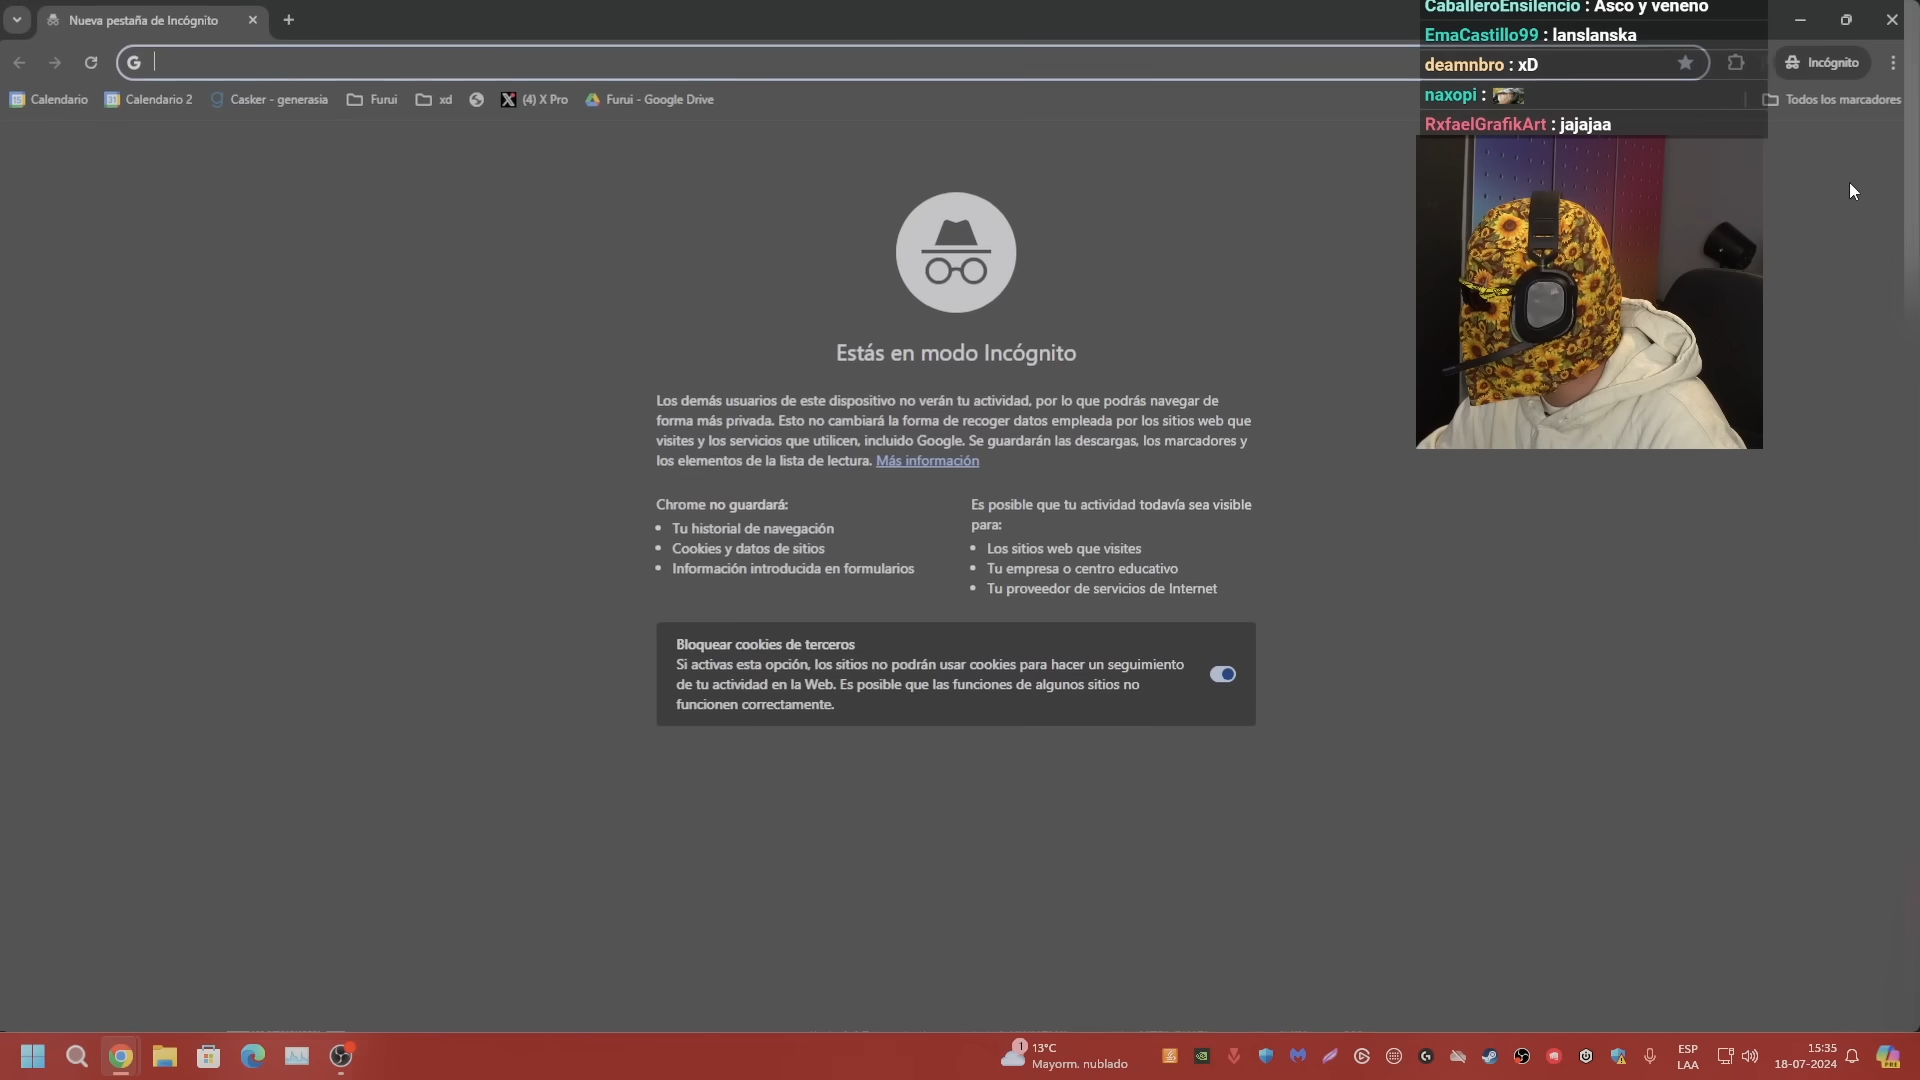 Nueva pestaña de Incógnito
CaballeroEnsilencio : Asco y veneno
EmaCastillo99 : lanslanska
deamnbro : xD
naxopi :
RxfaelGrafikArt : jajajaa
Incógnito
Calendario
Calendario 2
Casker - generasia
Furui
xd
(4) X Pro
Furui - Google Drive
Todos los marcadores
Estás en modo Incógnito
Los demás usuarios de este dispositivo no verán tu actividad, por lo que podrás navegar de
forma más privada. Esto no cambiará la forma de recoger datos empleada por los sitios web que
visites y los servicios que utilicen, incluido Google. Se guardarán las descargas, los marcadores y
los elementos de la lista de lectura. Más información
Chrome no guardará:
Tu historial de navegación
Cookies y datos de sitios
Información introducida en formularios
Es posible que tu actividad todavía sea visible
para:
Los sitios web que visites
Tu empresa o centro educativo
Tu proveedor de servicios de Internet
Bloquear cookies de terceros
Si activas esta opción, los sitios no podrán usar cookies para hacer un seguimiento
de tu actividad en la Web. Es posible que las funciones de algunos sitios no
funcionen correctamente.
1
13°C
Mayorm. nublado
ESP
LAA
15:35
18-07-2024